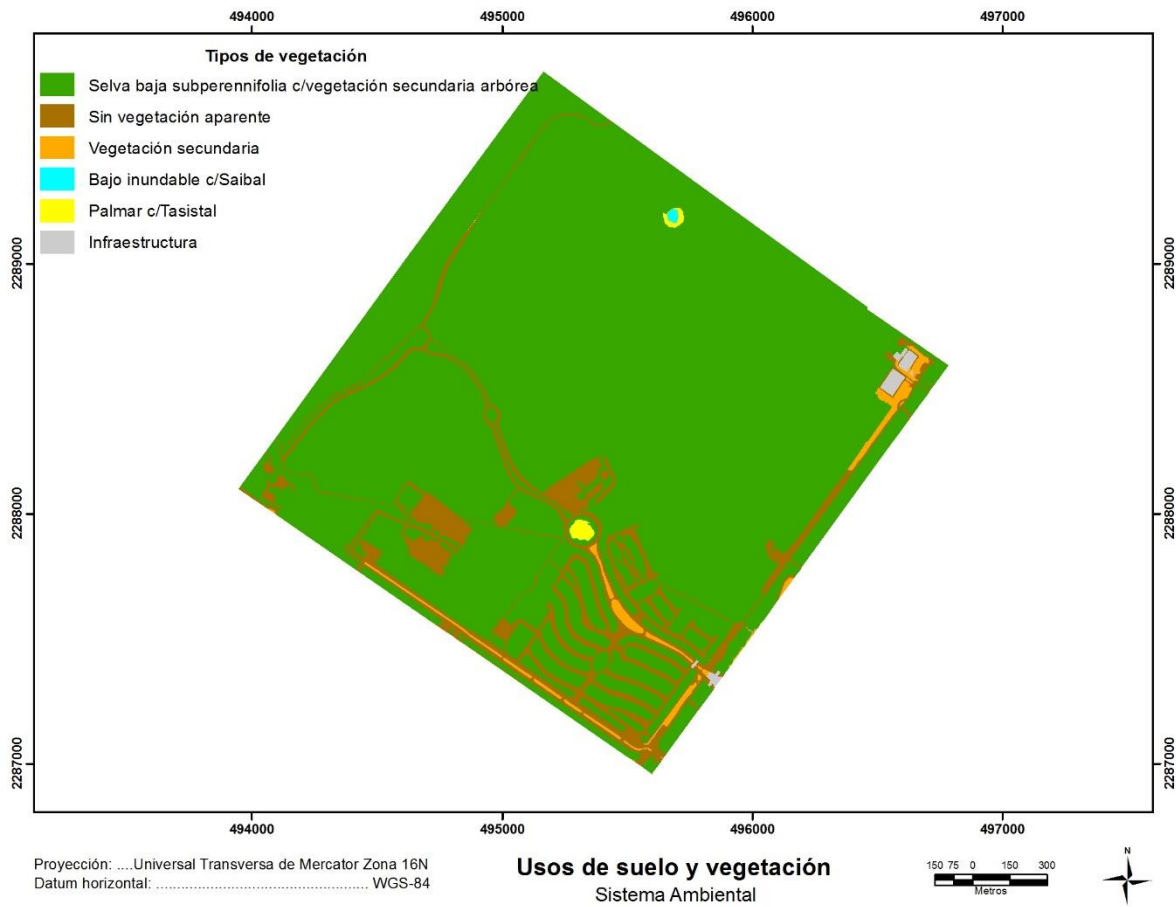 494000 495000 496000 497000
Tipos de vegetación
Selva baja subperennifolia c/vegetación secundaria arbórea
Sin vegetación aparente
Vegetación secundaria
Bajo inundable c/Saibal
Palmar c/Tasistal
Infraestructura
2289000 2289000
2288000 2288000
2287000 2287000
494000 495000 496000 497000
Proyección: ....Universal Transversa de Mercator Zona 16N
Datum horizontal: .................................................. WGS-84
Usos de suelo y vegetación
Sistema Ambiental
150 75 0 150 300
Metros
N